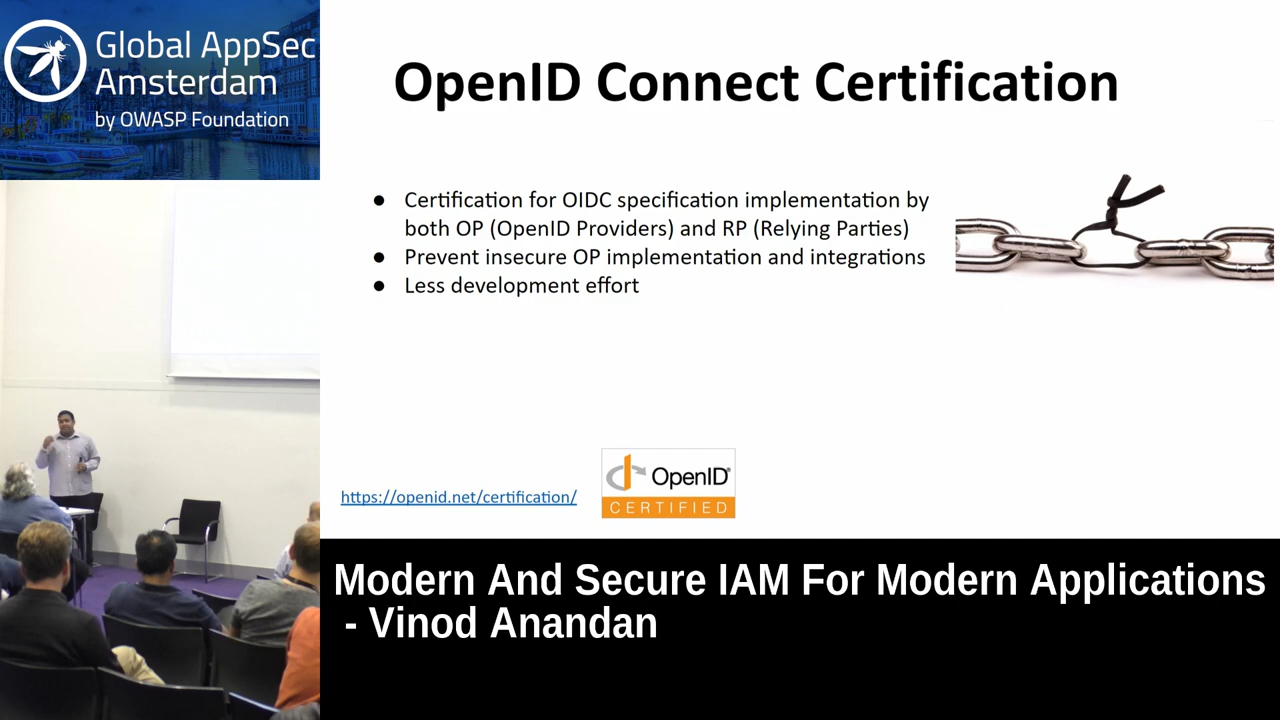 Global AppSec
Amsterdam
by OWASP Foundation
OpenID Connect Certification
● Certification for OIDC specification implementation by
both OP (OpenID Providers) and RP (Relying Parties)
● Prevent insecure OP implementation and integrations
● Less development effort
https://openid.net/certification/
OpenID®
CERTIFIED
Modern And Secure IAM For Modern Applications
- Vinod Anandan